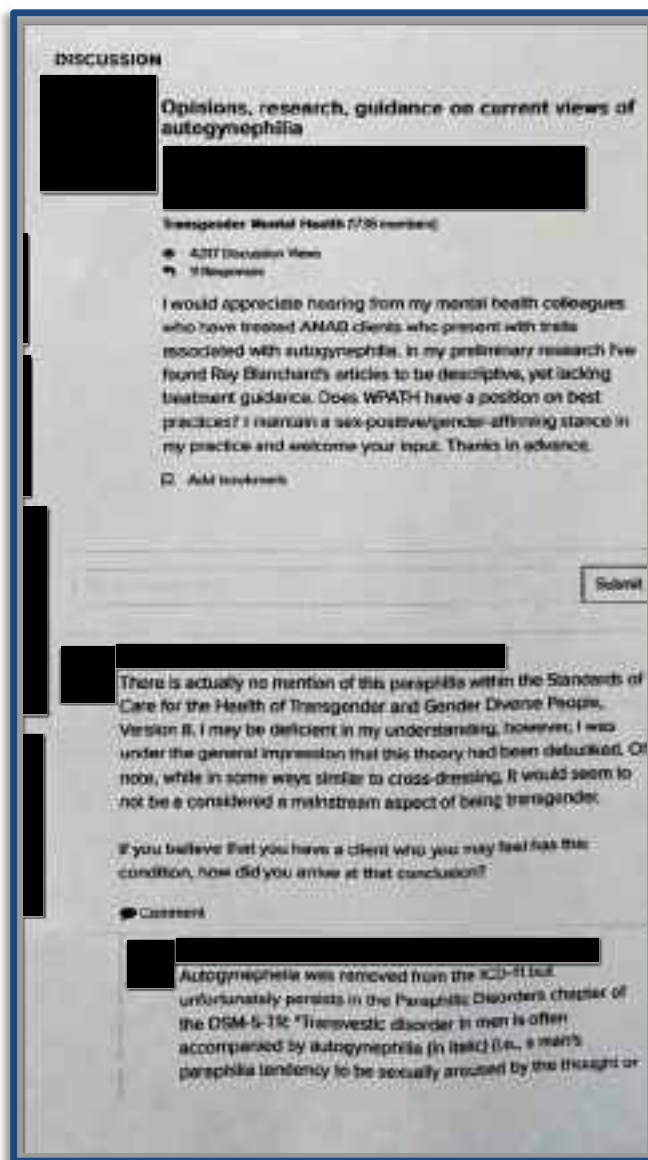 DISCUSSION
Opinions, research, guidance on current views of
autogynephilia
Transgender Mental Health (1736 members)
4,317 Discussion Views
11 Responses
I would appreciate hearing from my mental health colleagues
who have treated AMAB clients who present with traits
associated with autogynephilia. In my preliminary research I've
found Ray Blanchard's articles to be descriptive, yet lacking
treatment guidance. Does WPATH have a position on best
practices? I maintain a sex-positive/gender-affirming stance in
my practice and welcome your input. Thanks in advance.
Add bookmark
Submit
There is actually no mention of this paraphilia within the Standards of
Care for the Health of Transgender and Gender Diverse People,
Version 8. I may be deficient in my understanding, however, I was
under the general impression that this theory had been debunked. Of
note, while in some ways similar to cross-dressing, it would seem to
not be a considered a mainstream aspect of being transgender.
If you believe that you have a client who you may feel has this
condition, how did you arrive at that conclusion?
Comment
Autogynephelia was removed from the ICD-11 but
unfortunately persists in the Paraphilic Disorders chapter of
the DSM-5-TR: "Transvestic disorder in men is often
accompanied by autogynephilia (in italic) (i.e., a man's
paraphilia tendency to be sexually aroused by the thought or